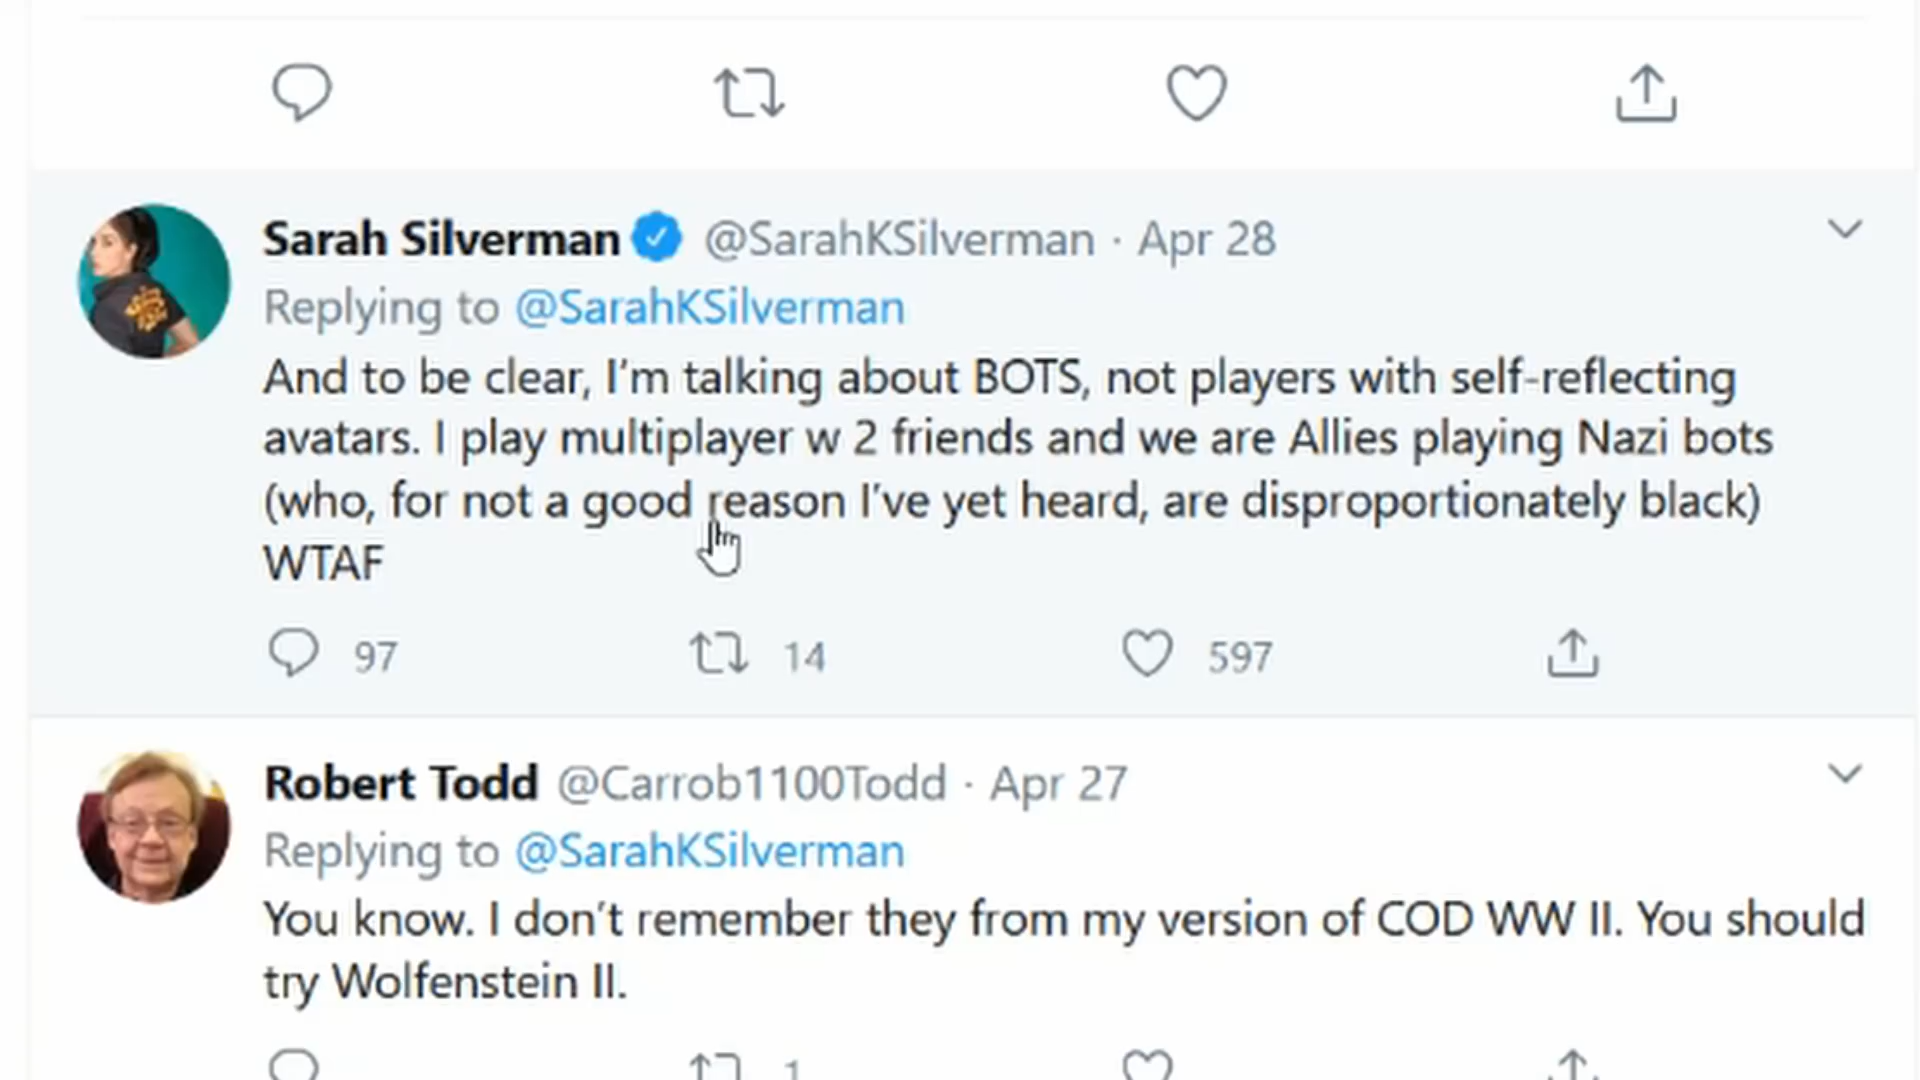 Sarah Silverman @SarahKSilverman · Apr 28
Replying to @SarahKSilverman
And to be clear, I'm talking about BOTS, not players with self-reflecting
avatars. I play multiplayer w 2 friends and we are Allies playing Nazi bots
(who, for not a good reason I've yet heard, are disproportionately black)
WTAF
97 14 597
Robert Todd @Carrob1100Todd · Apr 27
Replying to @SarahKSilverman
You know. I don't remember they from my version of COD WW II. You should
try Wolfenstein II.
1